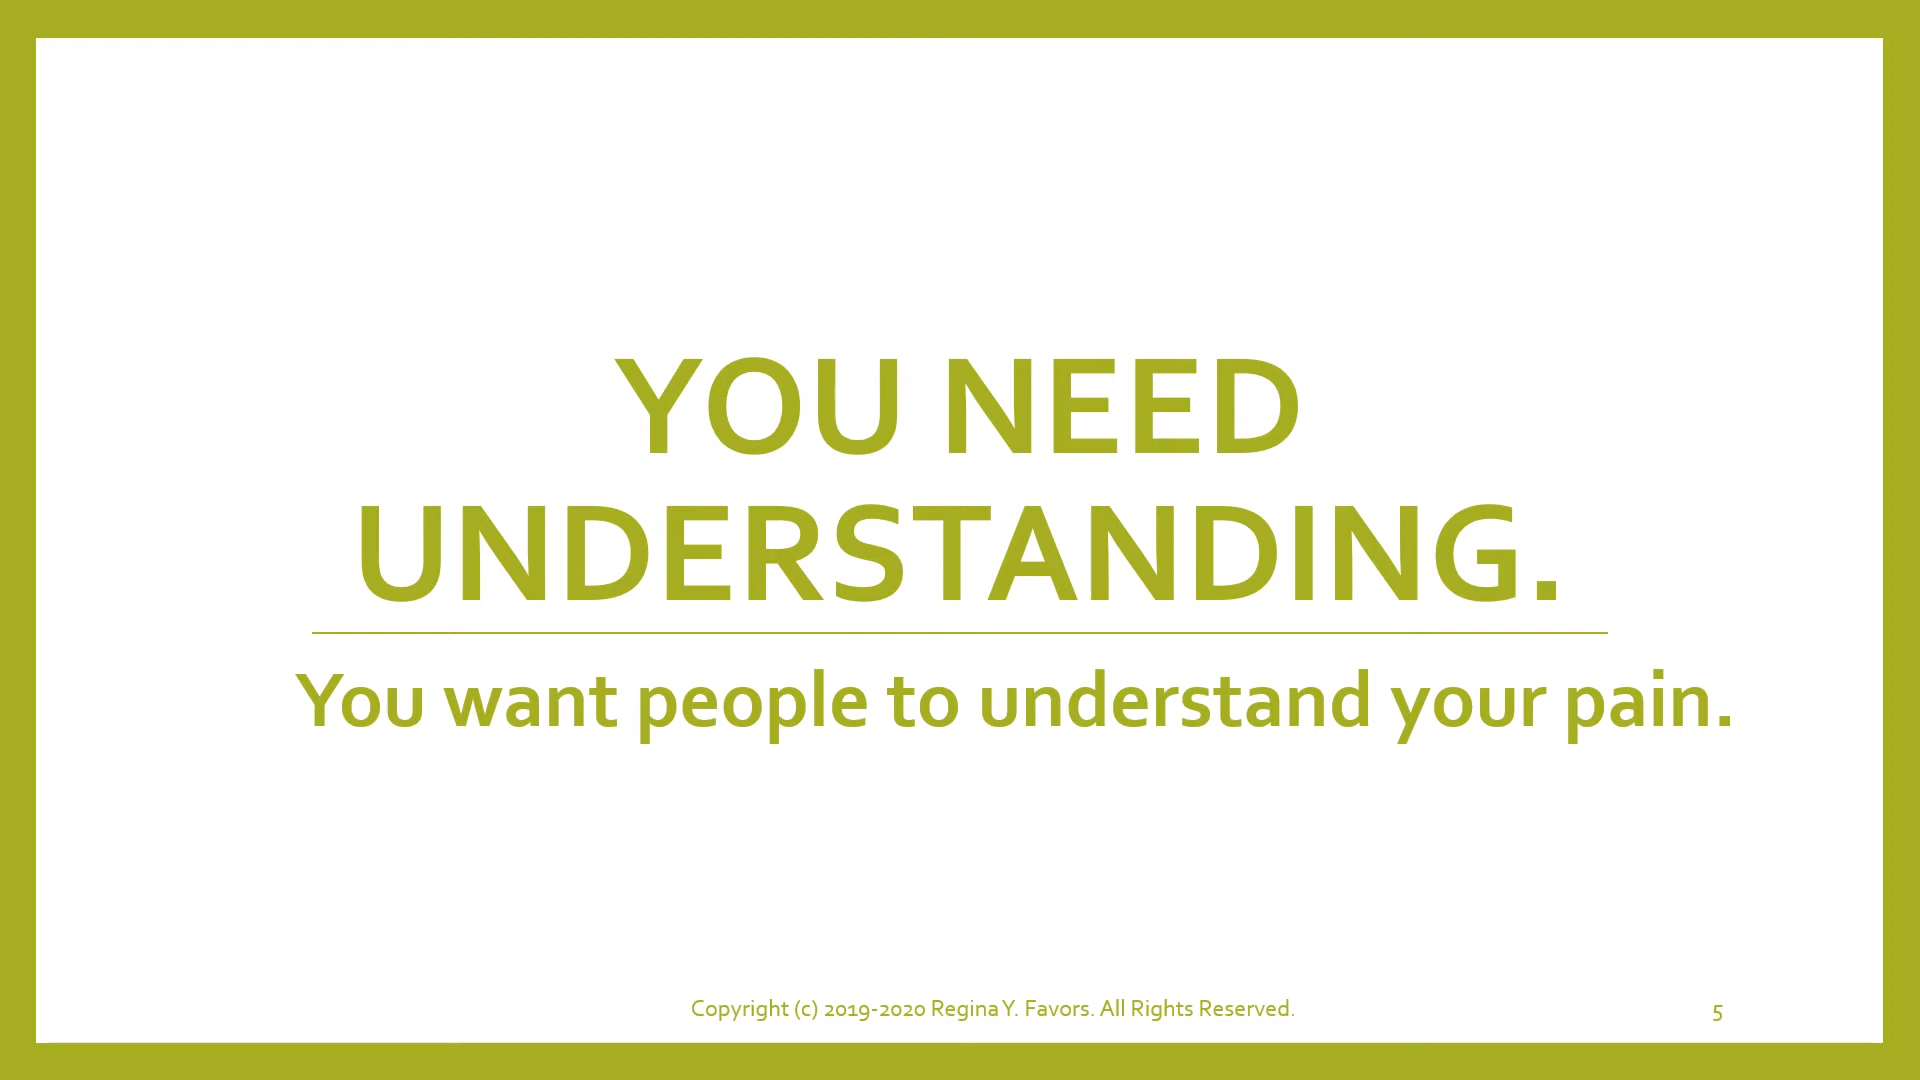 YOU NEED
UNDERSTANDING.
You want people to understand your pain.
Copyright (c) 2019-2020 Regina Y. Favors. All Rights Reserved.
5